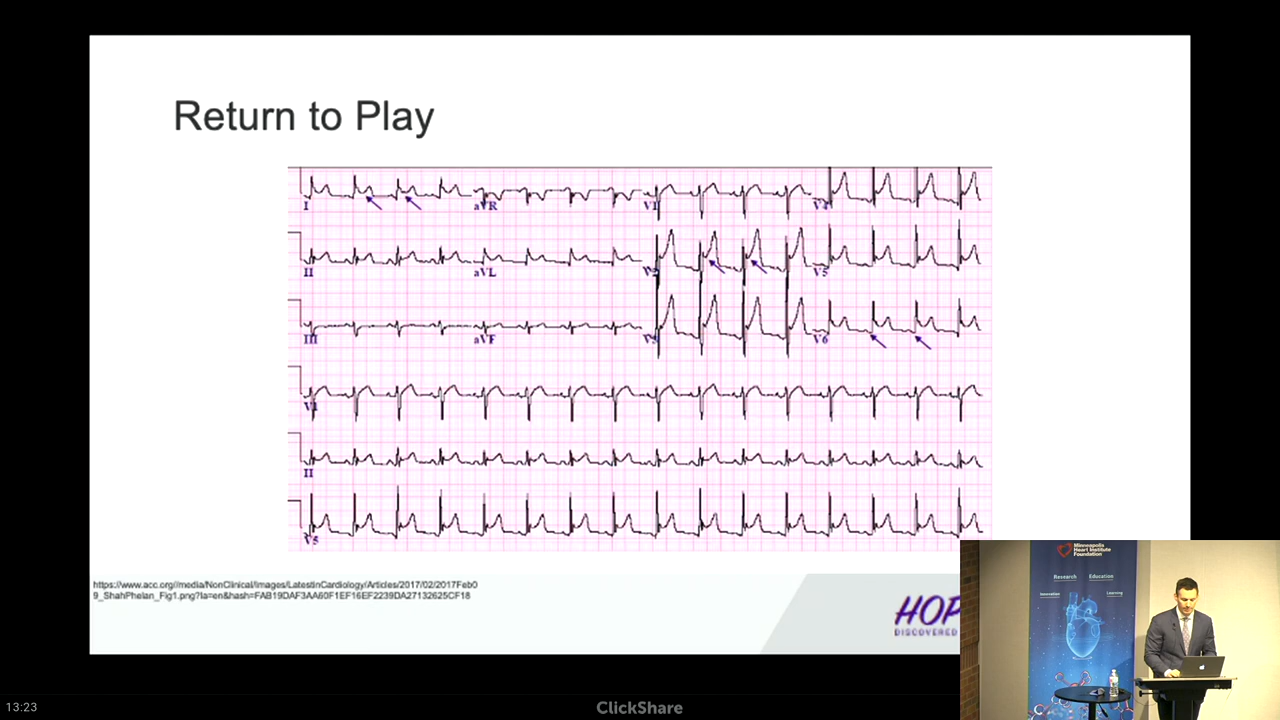 Return to Play
I
aVR
V1
V4
II
aVL
V2
V5
III
aVF
V3
V6
V1
II
V5
https://www.acc.org//media/NonClinical/Images/LatestinCardiology/Articles/2017/02/2017Feb0
9_ShahPhelan_Fig1.png?la=en&hash=FAB19DAF3AA60F1EF16EF2239DA27132625CF18
HOP
DISCOVERED
Minneapolis
Heart Institute
Foundation
Research
Education
Innovation
Learning
13:23
ClickShare